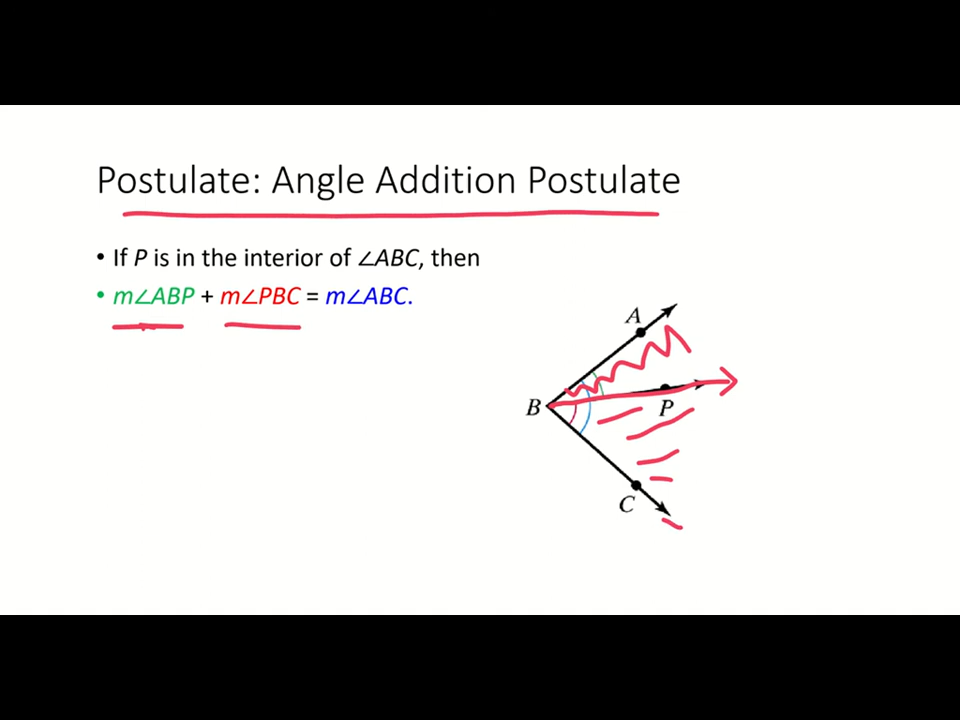 Postulate: Angle Addition Postulate
• If P is in the interior of ∠ABC, then
• m∠ABP + m∠PBC = m∠ABC.
A
B
P
C